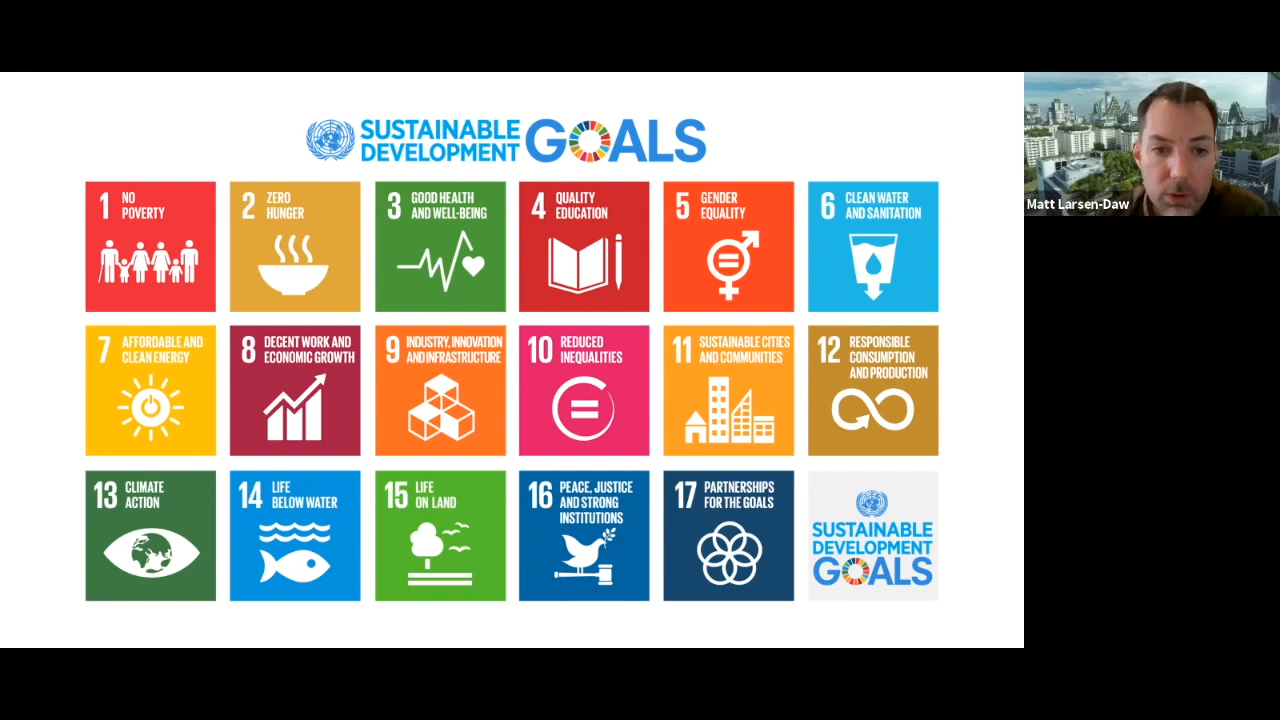 SUSTAINABLE
DEVELOPMENT
GOALS
1 NO
POVERTY
2 ZERO
HUNGER
3 GOOD HEALTH
AND WELL-BEING
4 QUALITY
EDUCATION
5 GENDER
EQUALITY
6 CLEAN WATER
AND SANITATION
7 AFFORDABLE AND
CLEAN ENERGY
8 DECENT WORK AND
ECONOMIC GROWTH
9 INDUSTRY, INNOVATION
AND INFRASTRUCTURE
10 REDUCED
INEQUALITIES
11 SUSTAINABLE CITIES
AND COMMUNITIES
12 RESPONSIBLE
CONSUMPTION
AND PRODUCTION
13 CLIMATE
ACTION
14 LIFE
BELOW WATER
15 LIFE
ON LAND
16 PEACE, JUSTICE
AND STRONG
INSTITUTIONS
17 PARTNERSHIPS
FOR THE GOALS
SUSTAINABLE
DEVELOPMENT
GOALS
Matt Larsen-Daw